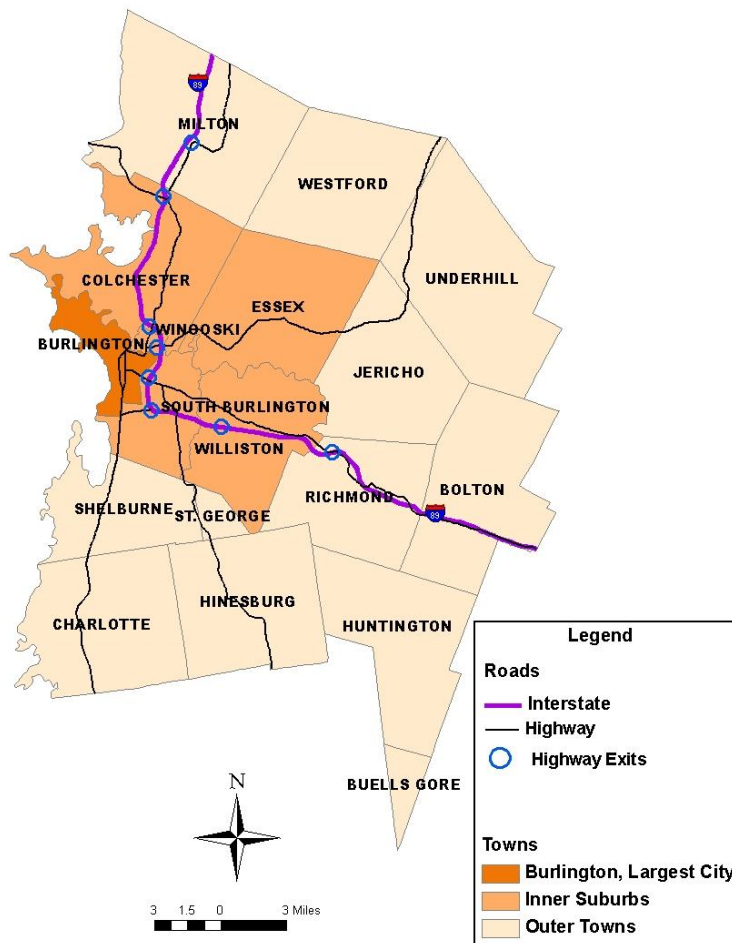 89
MILTON
WESTFORD
UNDERHILL
COLCHESTER
ESSEX
WINOOSKI
BURLINGTON
JERICHO
SOUTH BURLINGTON
WILLISTON
BOLTON
RICHMOND
SHELBURNE
ST. GEORGE
89
HINESBURG
CHARLOTTE
HUNTINGTON
BUELLS GORE
N
3 1.5 0 3 Miles
Legend
Roads
Interstate
Highway
Highway Exits
Towns
Burlington, Largest City
Inner Suburbs
Outer Towns